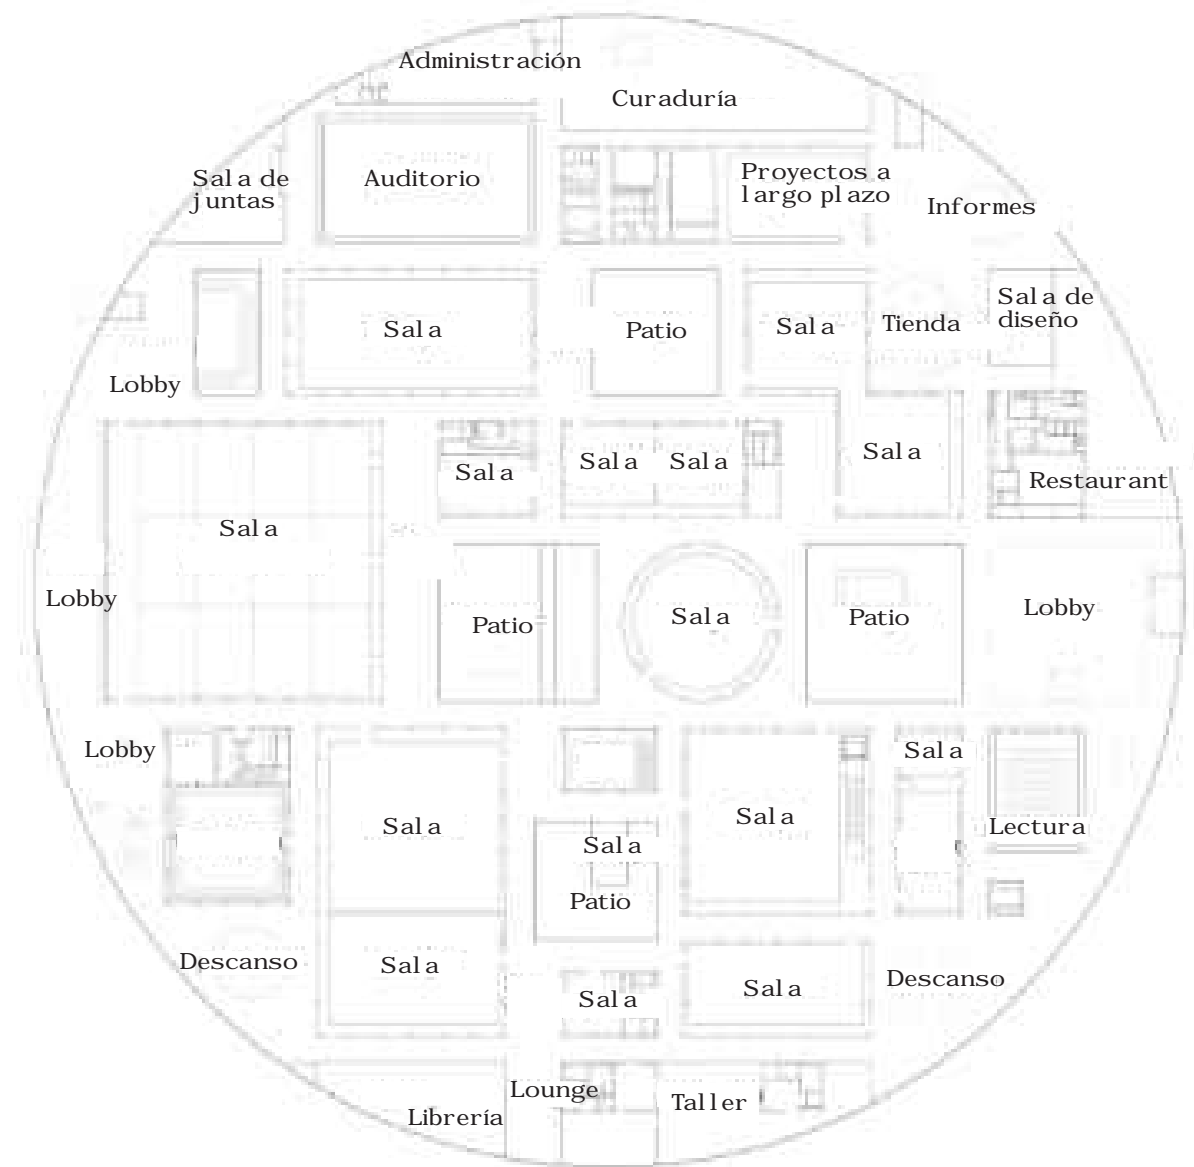 Administración
Curaduría
Sala de
juntas
Auditorio
Proyectos a
largo plazo
Informes
Sala
Patio
Sala
Tienda
Sala de
diseño
Lobby
Sala
Sala
Sala
Sala
Restaurant
Sala
Lobby
Patio
Sala
Patio
Lobby
Lobby
Sala
Sala
Sala
Sala
Lectura
Sala
Patio
Descanso
Sala
Sala
Sala
Descanso
Lounge
Taller
Librería